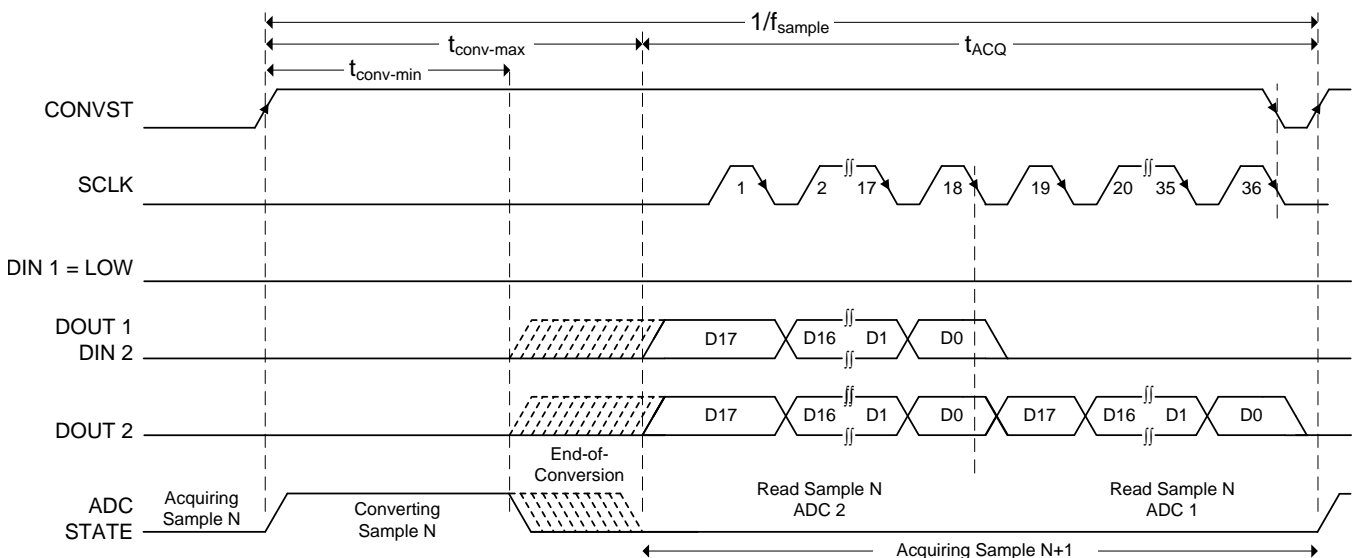 1/fsample
tconv-max
tACQ
tconv-min
CONVST
SCLK
1 2 17 18 19 20 35 36
DIN 1 = LOW
DOUT 1
DIN 2
D17 D16 D1 D0
DOUT 2
D17 D16 D1 D0 D17 D16 D1 D0
End-of-
Conversion
ADC
STATE
Acquiring
Sample N
Converting
Sample N
Read Sample N
ADC 2
Read Sample N
ADC 1
Acquiring Sample N+1